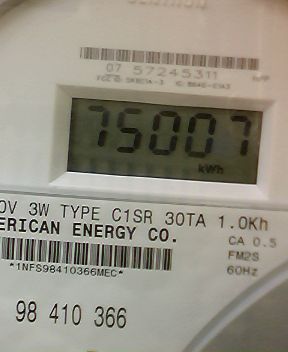 07 57245311
75007
kWh
0V 3W TYPE C1SR 30TA 1.0Kh
ERICAN ENERGY CO.
CA 0.5
FM2S
60Hz
*1NFS98410366MEC*
98 410 366